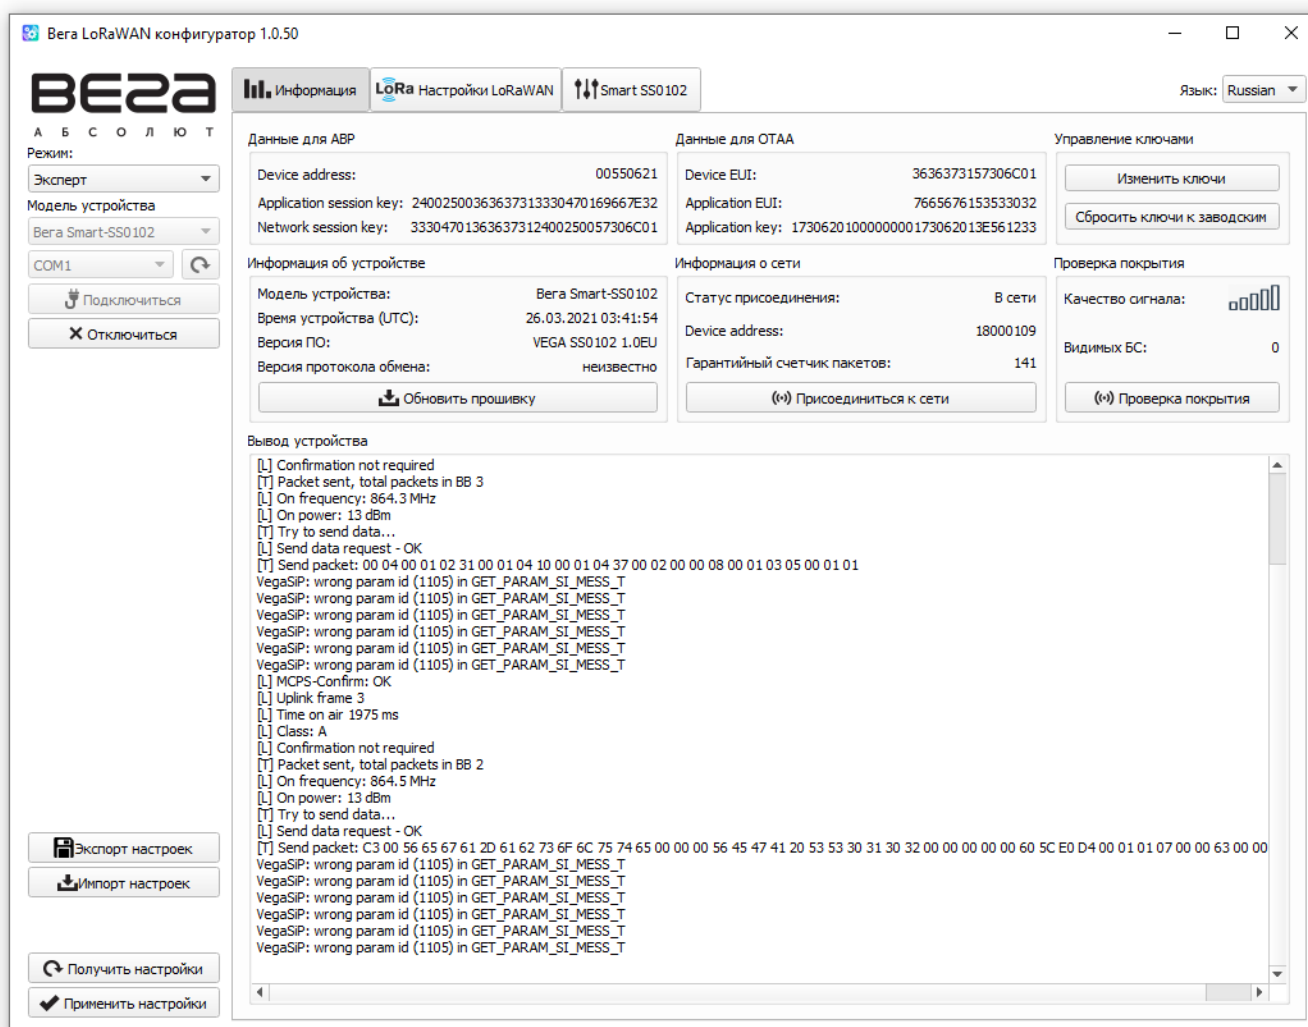 Вега LoRaWAN конфигуратор 1.0.50
ВЕГА
АБСОЛЮТ
Режим:
Эксперт
Модель устройства
Вега Smart-SS0102
COM1
Подключиться
Отключиться
Экспорт настроек
Импорт настроек
Получить настройки
Применить настройки
Информация
LoRa Настройки LoRaWAN
Smart SS0102
Язык: Russian
Данные для ABP
Device address: 00550621
Application session key: 24002500363637313330470169667E32
Network session key: 33304701363637312400250057306C01
Данные для OTAA
Device EUI: 3636373157306C01
Application EUI: 7665676153533032
Application key: 1730620100000000173062013E561233
Управление ключами
Изменить ключи
Сбросить ключи к заводским
Информация об устройстве
Модель устройства: Вега Smart-SS0102
Время устройства (UTC): 26.03.2021 03:41:54
Версия ПО: VEGA SS0102 1.0EU
Версия протокола обмена: неизвестно
Обновить прошивку
Информация о сети
Статус присоединения: В сети
Device address: 18000109
Гарантийный счетчик пакетов: 141
Присоединиться к сети
Проверка покрытия
Качество сигнала:
Видимых БС: 0
Проверка покрытия
Вывод устройства
[L] Confirmation not required
[T] Packet sent, total packets in BB 3
[L] On frequency: 864.3 MHz
[L] On power: 13 dBm
[T] Try to send data...
[L] Send data request - OK
[T] Send packet: 00 04 00 01 02 31 00 01 04 10 00 01 04 37 00 02 00 00 08 00 01 03 05 00 01 01
VegaSiP: wrong param id (1105) in GET_PARAM_SI_MESS_T
VegaSiP: wrong param id (1105) in GET_PARAM_SI_MESS_T
VegaSiP: wrong param id (1105) in GET_PARAM_SI_MESS_T
VegaSiP: wrong param id (1105) in GET_PARAM_SI_MESS_T
VegaSiP: wrong param id (1105) in GET_PARAM_SI_MESS_T
VegaSiP: wrong param id (1105) in GET_PARAM_SI_MESS_T
[L] MCPS-Confirm: OK
[L] Uplink frame 3
[L] Time on air 1975 ms
[L] Class: A
[L] Confirmation not required
[T] Packet sent, total packets in BB 2
[L] On frequency: 864.5 MHz
[L] On power: 13 dBm
[T] Try to send data...
[L] Send data request - OK
[T] Send packet: C3 00 56 65 67 61 2D 61 62 73 6F 6C 75 74 65 00 00 00 56 45 47 41 20 53 53 30 31 30 32 00 00 00 00 00 60 5C E0 D4 00 01 01 07 00 00 63 00 00
VegaSiP: wrong param id (1105) in GET_PARAM_SI_MESS_T
VegaSiP: wrong param id (1105) in GET_PARAM_SI_MESS_T
VegaSiP: wrong param id (1105) in GET_PARAM_SI_MESS_T
VegaSiP: wrong param id (1105) in GET_PARAM_SI_MESS_T
VegaSiP: wrong param id (1105) in GET_PARAM_SI_MESS_T
VegaSiP: wrong param id (1105) in GET_PARAM_SI_MESS_T